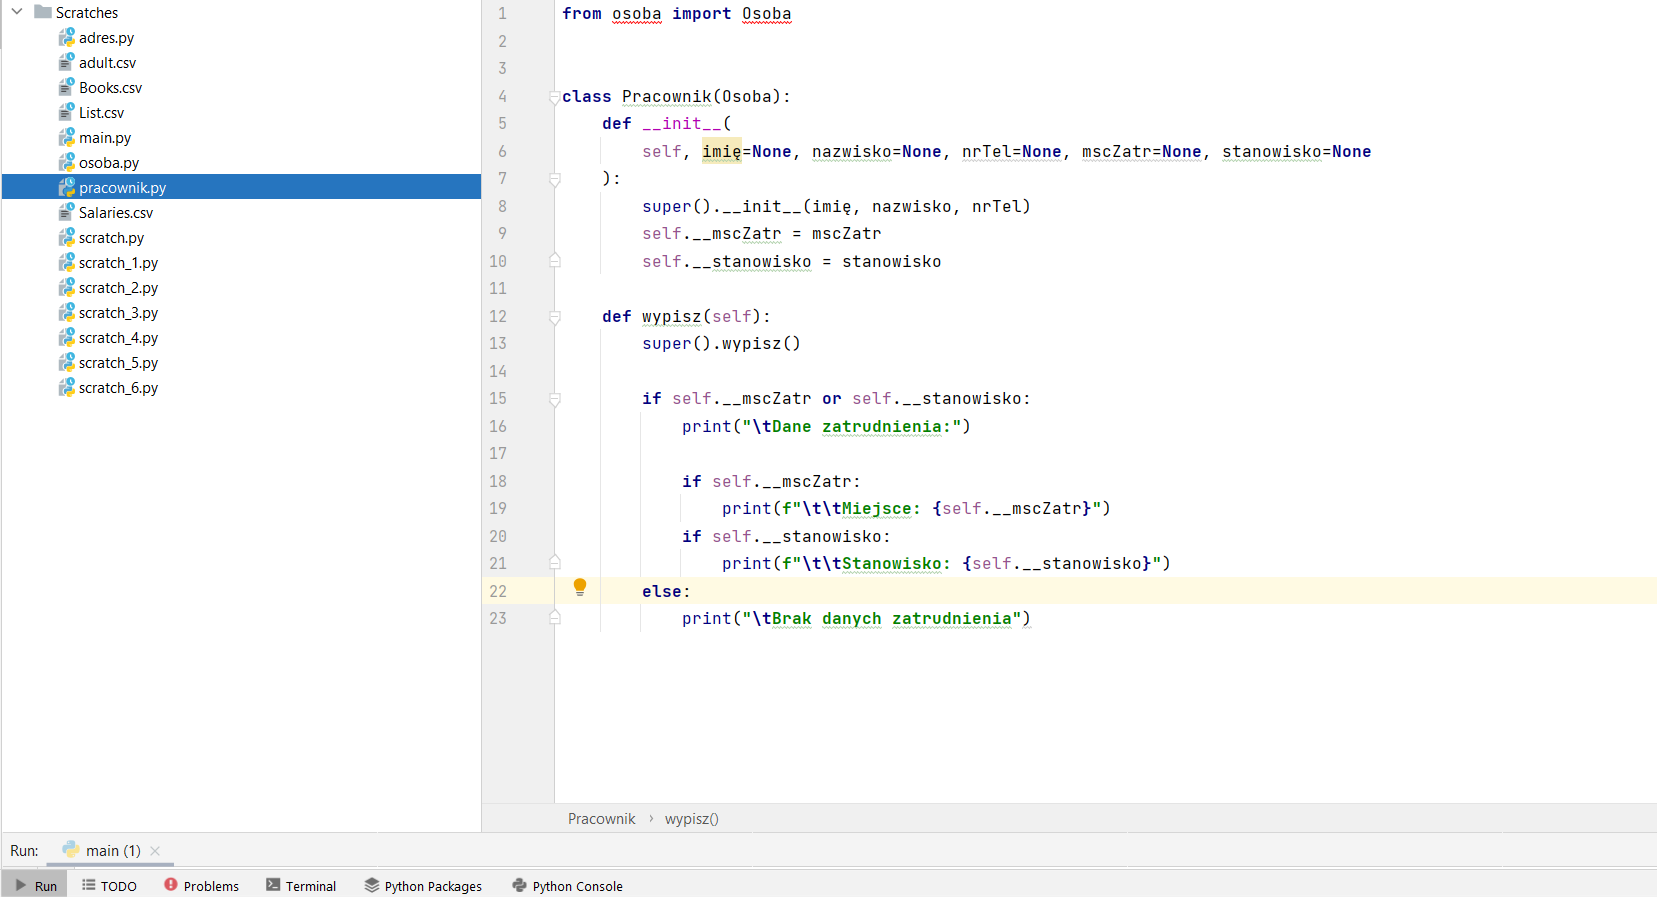 Scratches
adres.py
adult.csv
Books.csv
List.csv
main.py
osoba.py
pracownik.py
Salaries.csv
scratch.py
scratch_1.py
scratch_2.py
scratch_3.py
scratch_4.py
scratch_5.py
scratch_6.py
1 from osoba import Osoba
2
3
4 class Pracownik(Osoba):
5     def __init__(
6         self, imię=None, nazwisko=None, nrTel=None, mscZatr=None, stanowisko=None
7     ):
8         super().__init__(imię, nazwisko, nrTel)
9         self.__mscZatr = mscZatr
10         self.__stanowisko = stanowisko
11
12     def wypisz(self):
13         super().wypisz()
14
15         if self.__mscZatr or self.__stanowisko:
16             print("\tDane zatrudnienia:")
17
18             if self.__mscZatr:
19                 print(f"\t\tMiejsce: {self.__mscZatr}")
20             if self.__stanowisko:
21                 print(f"\t\tStanowisko: {self.__stanowisko}")
22         else:
23             print("\tBrak danych zatrudnienia")
Pracownik › wypisz()
Run: main (1)
Run TODO Problems Terminal Python Packages Python Console